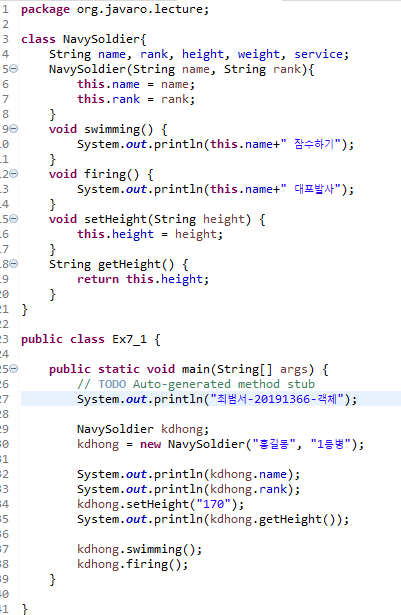 1 package org.javaro.lecture;
2
3 class NavySoldier{
4     String name, rank, height, weight, service;
5     NavySoldier(String name, String rank){
6         this.name = name;
7         this.rank = rank;
8     }
9     void swimming() {
10         System.out.println(this.name+" 잠수하기");
11     }
12     void firing() {
13         System.out.println(this.name+" 대포발사");
14     }
15     void setHeight(String height) {
16         this.height = height;
17     }
18     String getHeight() {
19         return this.height;
20     }
21 }
22
23 public class Ex7_1 {
24
25     public static void main(String[] args) {
26         // TODO Auto-generated method stub
27         System.out.println("최범서-20191366-객체");
28
29         NavySoldier kdhong;
30         kdhong = new NavySoldier("홍길동", "1등병");
31
32         System.out.println(kdhong.name);
33         System.out.println(kdhong.rank);
34         kdhong.setHeight("170");
35         System.out.println(kdhong.getHeight());
36
37         kdhong.swimming();
38         kdhong.firing();
39     }
40
41 }